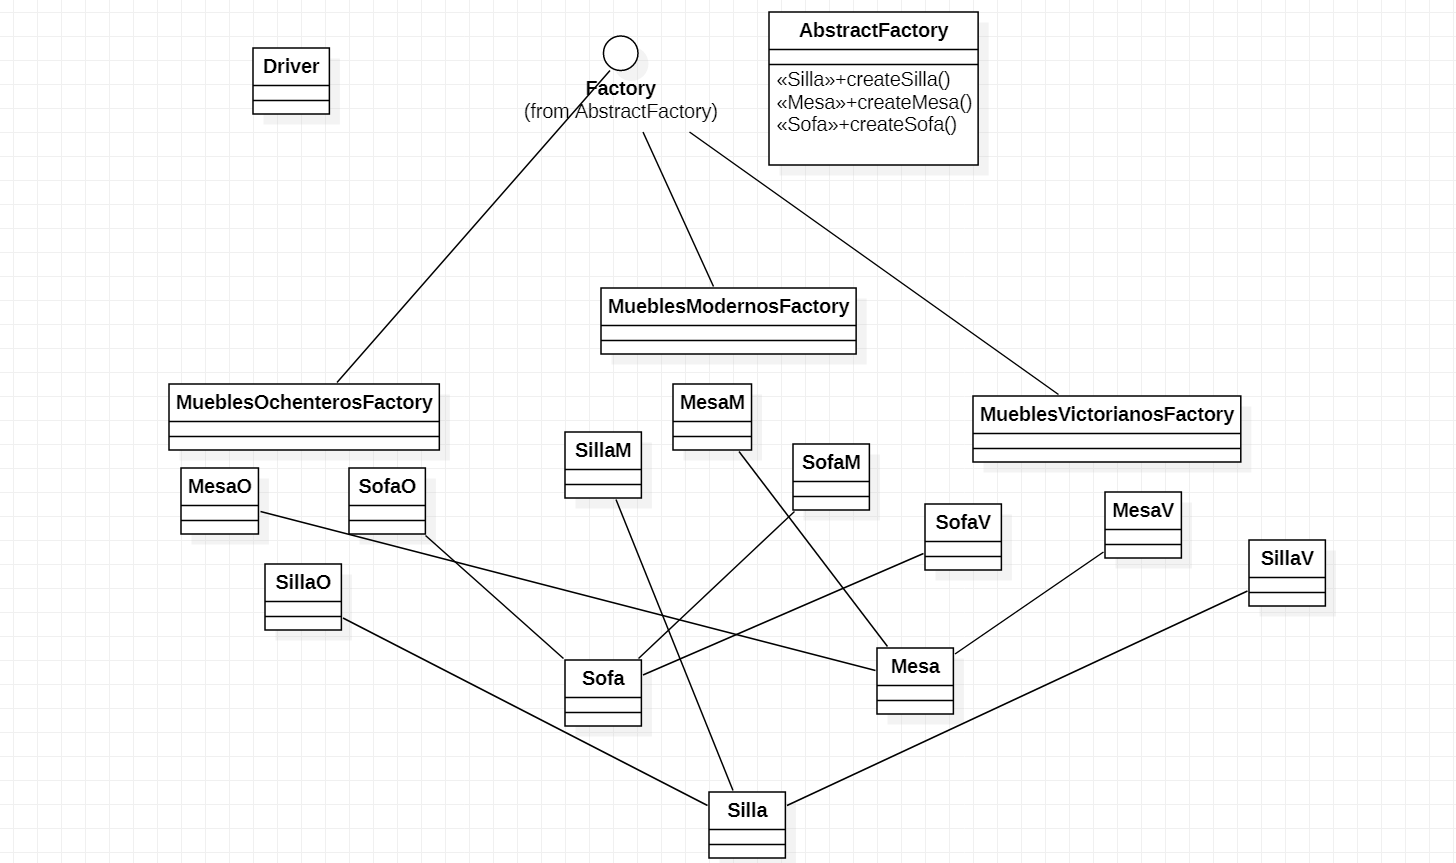 AbstractFactory
Driver
«Silla»+createSilla()
Factory
«Mesa»+createMesa()
(from AbstractFactory)
«Sofa»+createSofa()
MueblesModernosFactory
MueblesOchenterosFactory
MesaM
MueblesVictorianosFactory
SillaM
SofaM
MesaO
SofaO
MesaV
SofaV
SillaV
SillaO
Mesa
Sofa
Silla